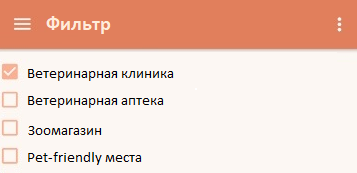 Фильтр
Ветеринарная клиника
Ветеринарная аптека
Зоомагазин
Pet-friendly места